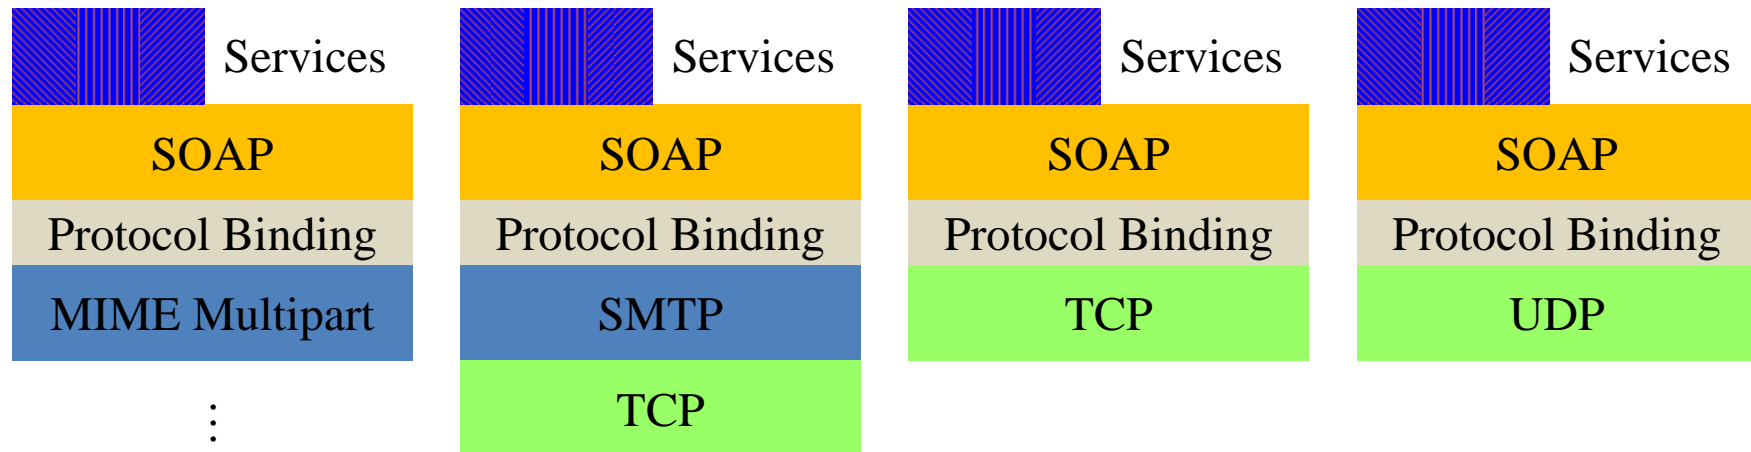 Services
SOAP
Protocol Binding
MIME Multipart
⋮
Services
SOAP
Protocol Binding
SMTP
TCP
Services
SOAP
Protocol Binding
TCP
Services
SOAP
Protocol Binding
UDP